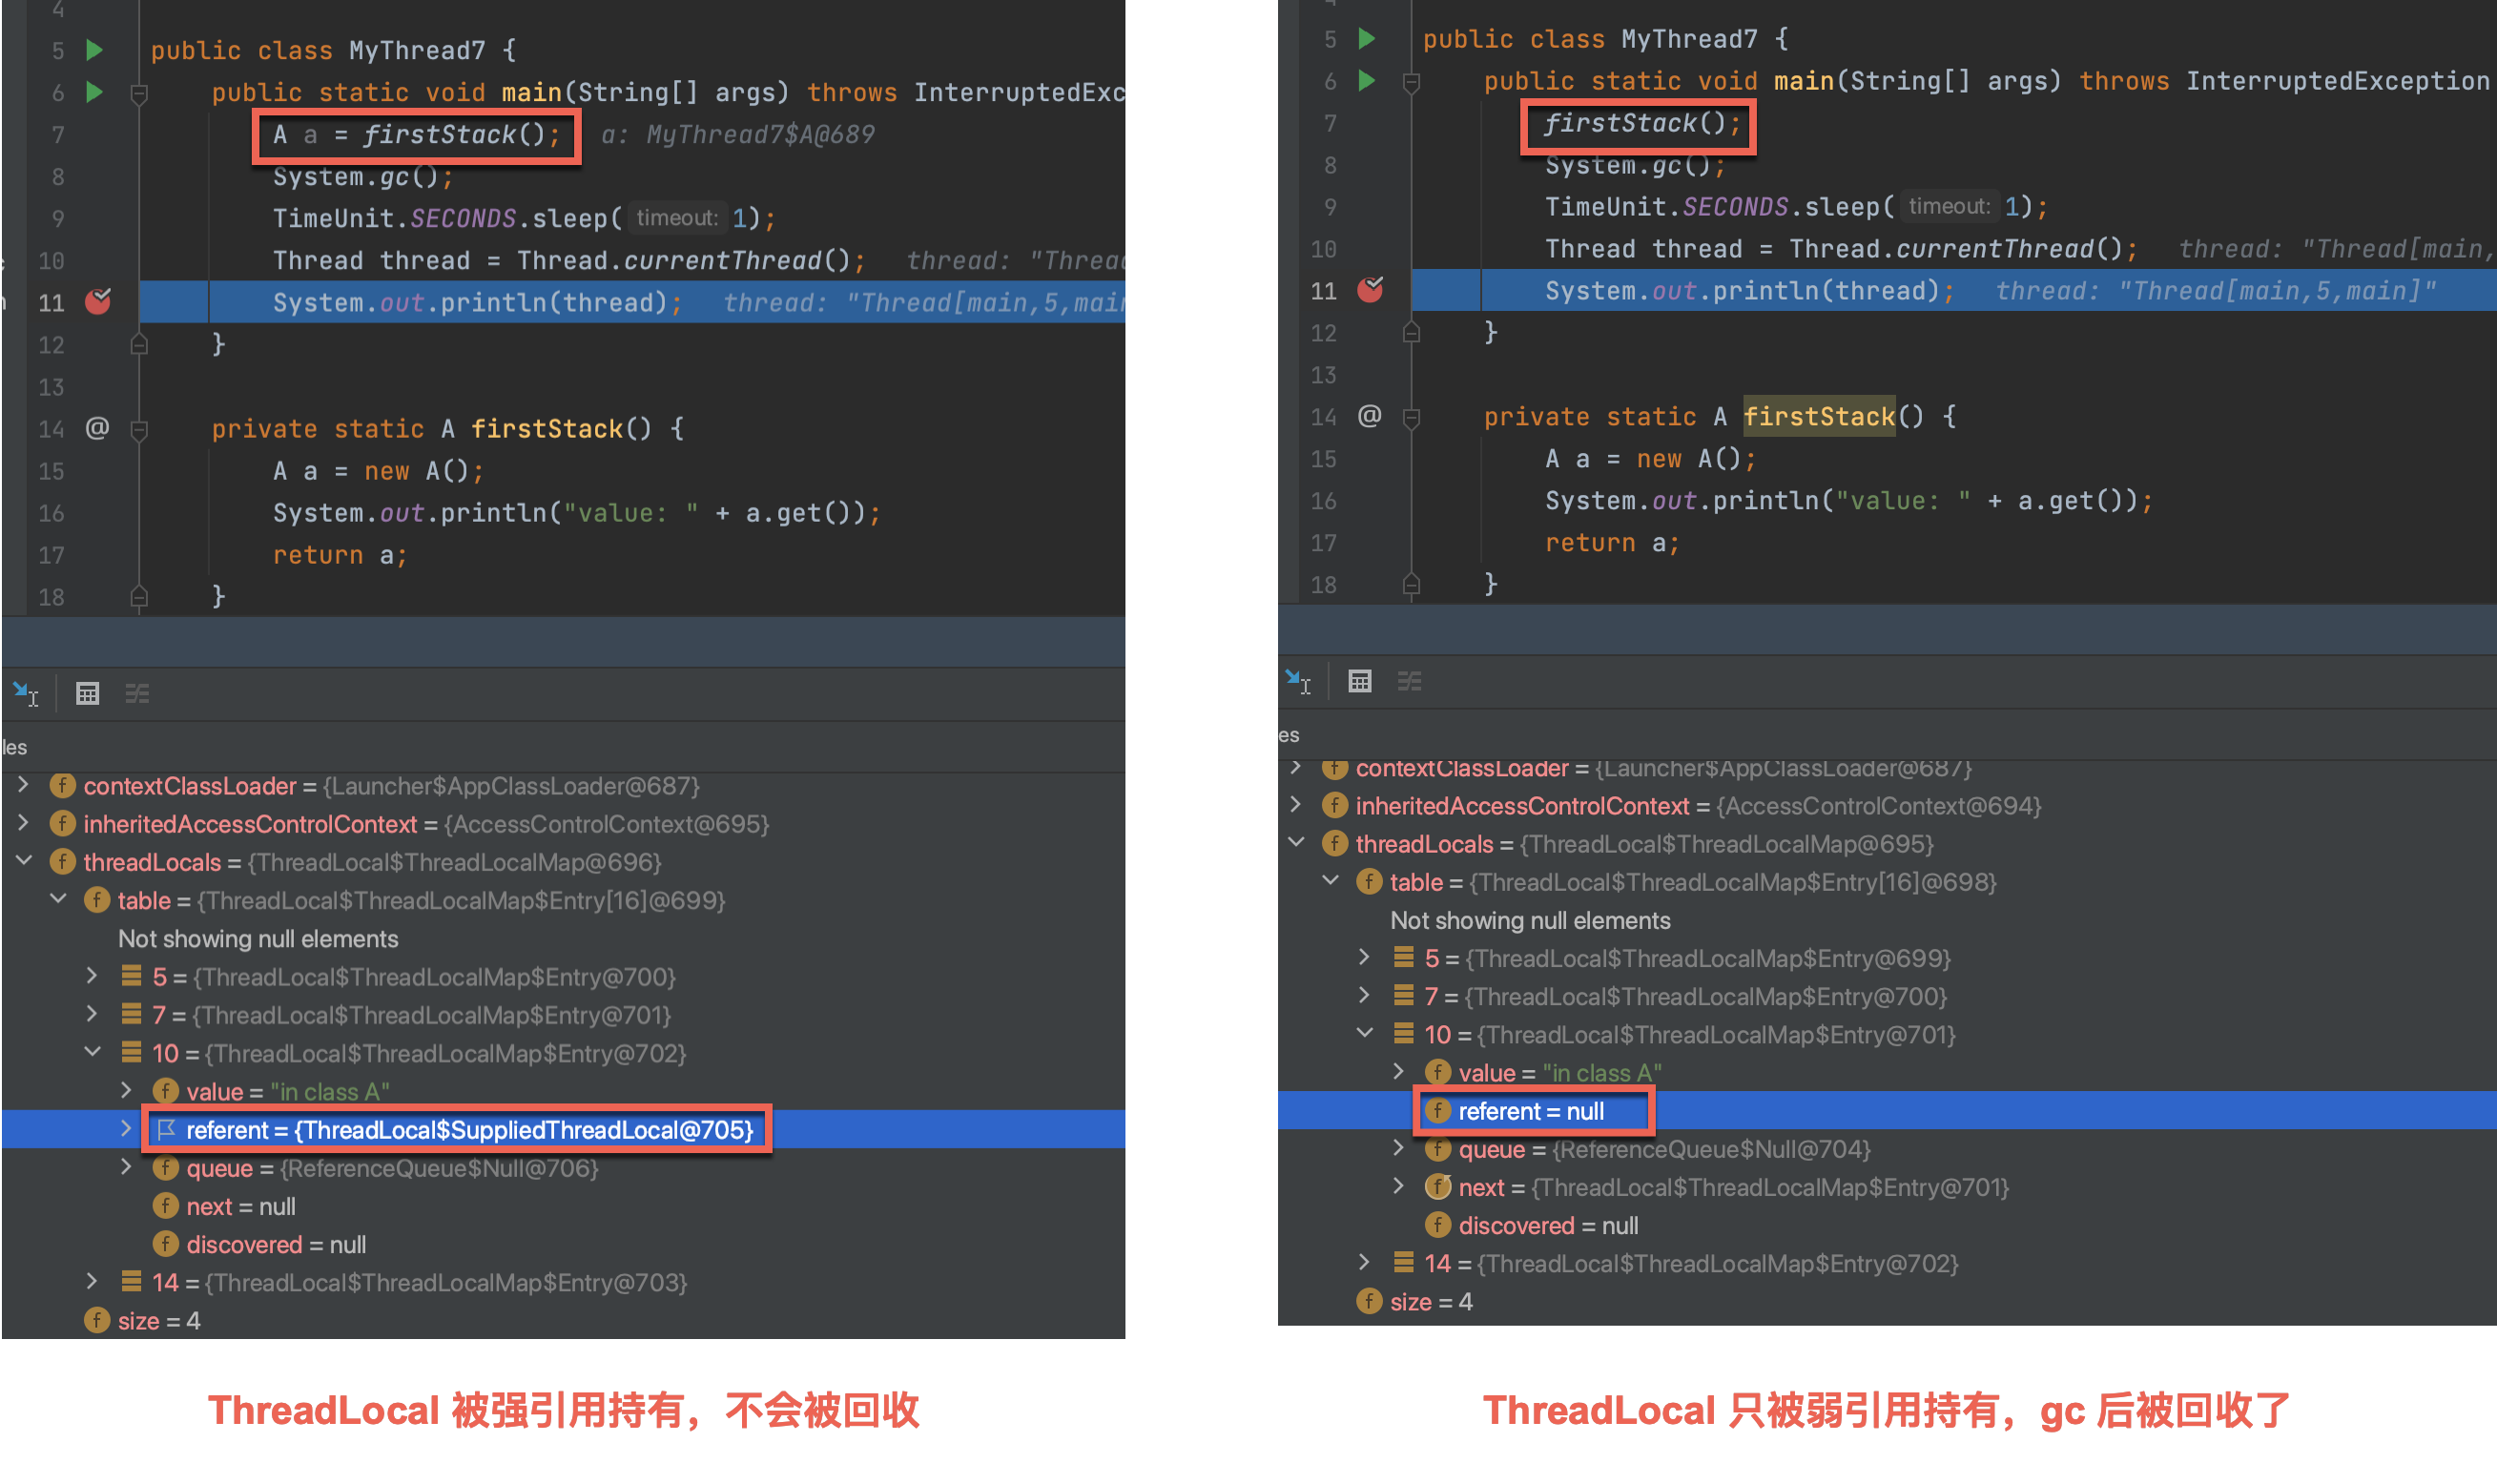 4
5 public class MyThread7 {
6 public static void main(String[] args) throws InterruptedExc
7 A a = firstStack(); a: MyThread7$A@689
8 System.gc();
9 TimeUnit.SECONDS.sleep( timeout: 1);
10 Thread thread = Thread.currentThread(); thread: "Threa
11 System.out.println(thread); thread: "Thread[main,5,mai
12 }
13
14 @ private static A firstStack() {
15 A a = new A();
16 System.out.println("value: " + a.get());
17 return a;
18 }
les
contextClassLoader = {Launcher$AppClassLoader@687}
inheritedAccessControlContext = {AccessControlContext@695}
threadLocals = {ThreadLocal$ThreadLocalMap@696}
table = {ThreadLocal$ThreadLocalMap$Entry[16]@699}
Not showing null elements
5 = {ThreadLocal$ThreadLocalMap$Entry@700}
7 = {ThreadLocal$ThreadLocalMap$Entry@701}
10 = {ThreadLocal$ThreadLocalMap$Entry@702}
value = "in class A"
referent = {ThreadLocal$SuppliedThreadLocal@705}
queue = {ReferenceQueue$Null@706}
next = null
discovered = null
14 = {ThreadLocal$ThreadLocalMap$Entry@703}
size = 4
ThreadLocal 被强引用持有，不会被回收
5 public class MyThread7 {
6 public static void main(String[] args) throws InterruptedException
7 firstStack();
8 System.gc();
9 TimeUnit.SECONDS.sleep( timeout: 1);
10 Thread thread = Thread.currentThread(); thread: "Thread[main,
11 System.out.println(thread); thread: "Thread[main,5,main]"
12 }
13
14 @ private static A firstStack() {
15 A a = new A();
16 System.out.println("value: " + a.get());
17 return a;
18 }
es
contextClassLoader = {Launcher$AppClassLoader@687}
inheritedAccessControlContext = {AccessControlContext@694}
threadLocals = {ThreadLocal$ThreadLocalMap@695}
table = {ThreadLocal$ThreadLocalMap$Entry[16]@698}
Not showing null elements
5 = {ThreadLocal$ThreadLocalMap$Entry@699}
7 = {ThreadLocal$ThreadLocalMap$Entry@700}
10 = {ThreadLocal$ThreadLocalMap$Entry@701}
value = "in class A"
referent = null
queue = {ReferenceQueue$Null@704}
next = {ThreadLocal$ThreadLocalMap$Entry@701}
discovered = null
14 = {ThreadLocal$ThreadLocalMap$Entry@702}
size = 4
ThreadLocal 只被弱引用持有，gc 后被回收了